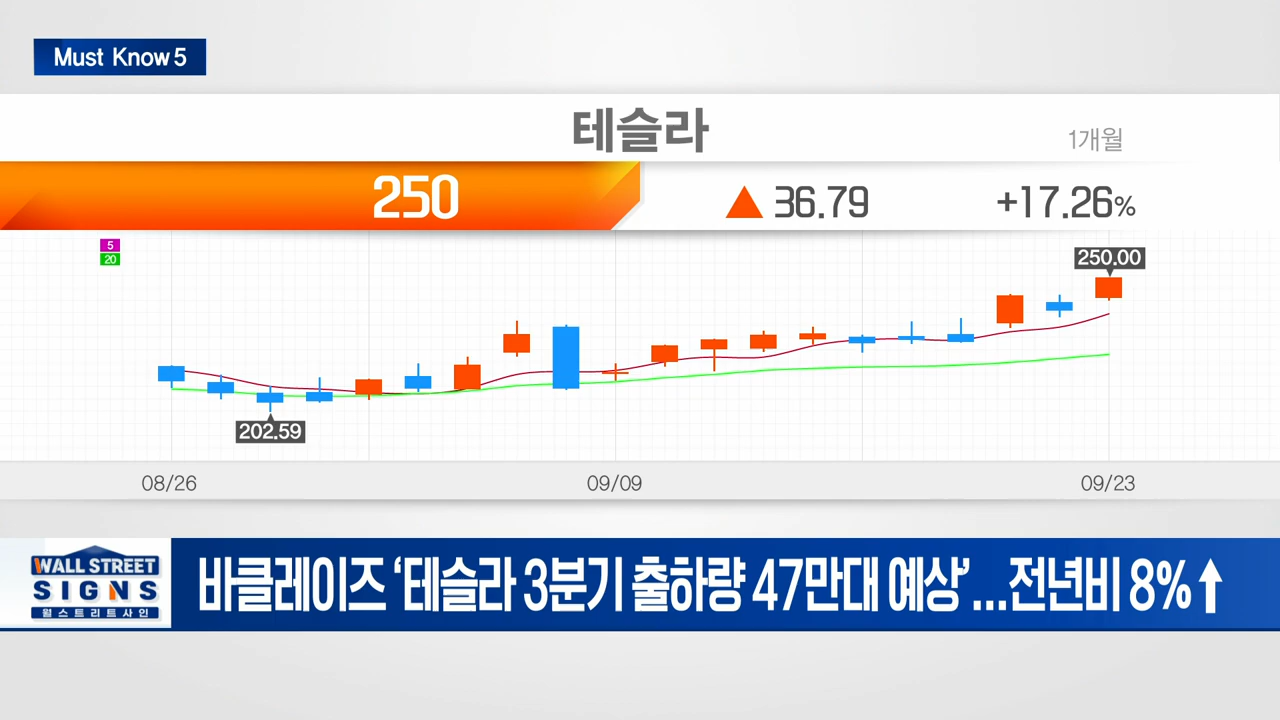 Must Know 5
테슬라
1개월
250
▲ 36.79
+17.26%
5
20
250.00
202.59
08/26
09/09
09/23
WALL STREET
SIGNS
월스트리트사인
바클레이즈 ‘테슬라 3분기 출하량 47만대 예상’...전년비 8%↑